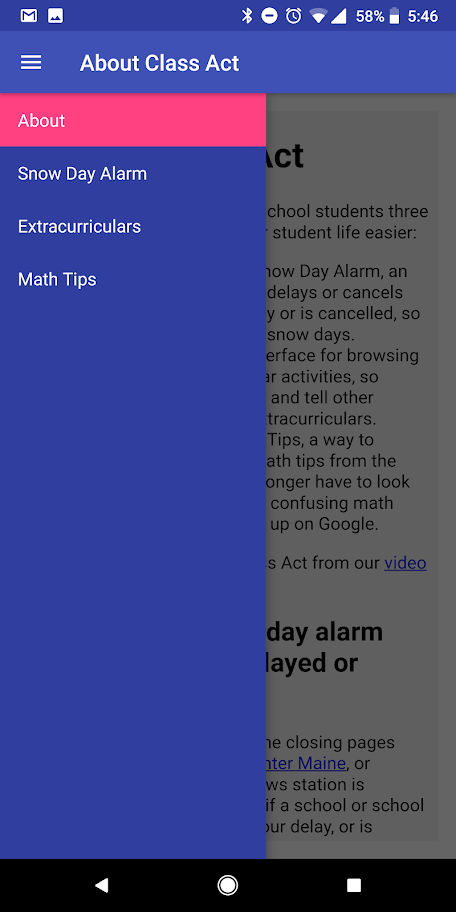 58% 5:46
About Class Act
About
Snow Day Alarm
Extracurriculars
Math Tips
Act
chool students three
student life easier:
now Day Alarm, an
delays or cancels
y or is cancelled, so
snow days.
erface for browsing
ar activities, so
and tell other
tracurriculars.
Tips, a way to
ath tips from the
onger have to look
confusing math
up on Google.
ss Act from our video
day alarm
layed or
ne closing pages
nter Maine, or
ws station is
if a school or school
our delay, or is